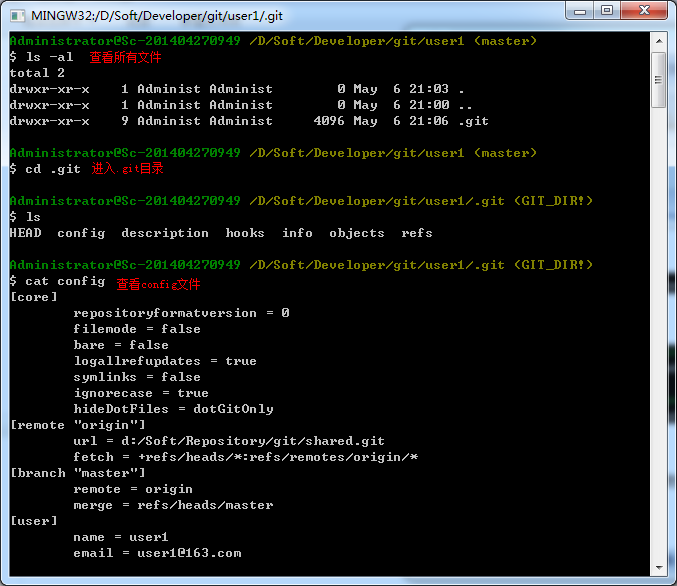 MINGW32:/D/Soft/Developer/git/user1/.git
Administrator@Sc-201404270949 /D/Soft/Developer/git/user1 (master)
$ ls -al 查看所有文件
total 2
drwxr-xr-x    1 Administ Administ        0 May  6 21:03 .
drwxr-xr-x    1 Administ Administ        0 May  6 21:00 ..
drwxr-xr-x    9 Administ Administ     4096 May  6 21:06 .git
Administrator@Sc-201404270949 /D/Soft/Developer/git/user1 (master)
$ cd .git 进入.git目录
Administrator@Sc-201404270949 /D/Soft/Developer/git/user1/.git (GIT_DIR!)
$ ls
HEAD  config  description  hooks  info  objects  refs
Administrator@Sc-201404270949 /D/Soft/Developer/git/user1/.git (GIT_DIR!)
$ cat config 查看config文件
[core]
        repositoryformatversion = 0
        filemode = false
        bare = false
        logallrefupdates = true
        symlinks = false
        ignorecase = true
        hideDotFiles = dotGitOnly
[remote "origin"]
        url = d:/Soft/Repository/git/shared.git
        fetch = +refs/heads/*:refs/remotes/origin/*
[branch "master"]
        remote = origin
        merge = refs/heads/master
[user]
        name = user1
        email = user1@163.com